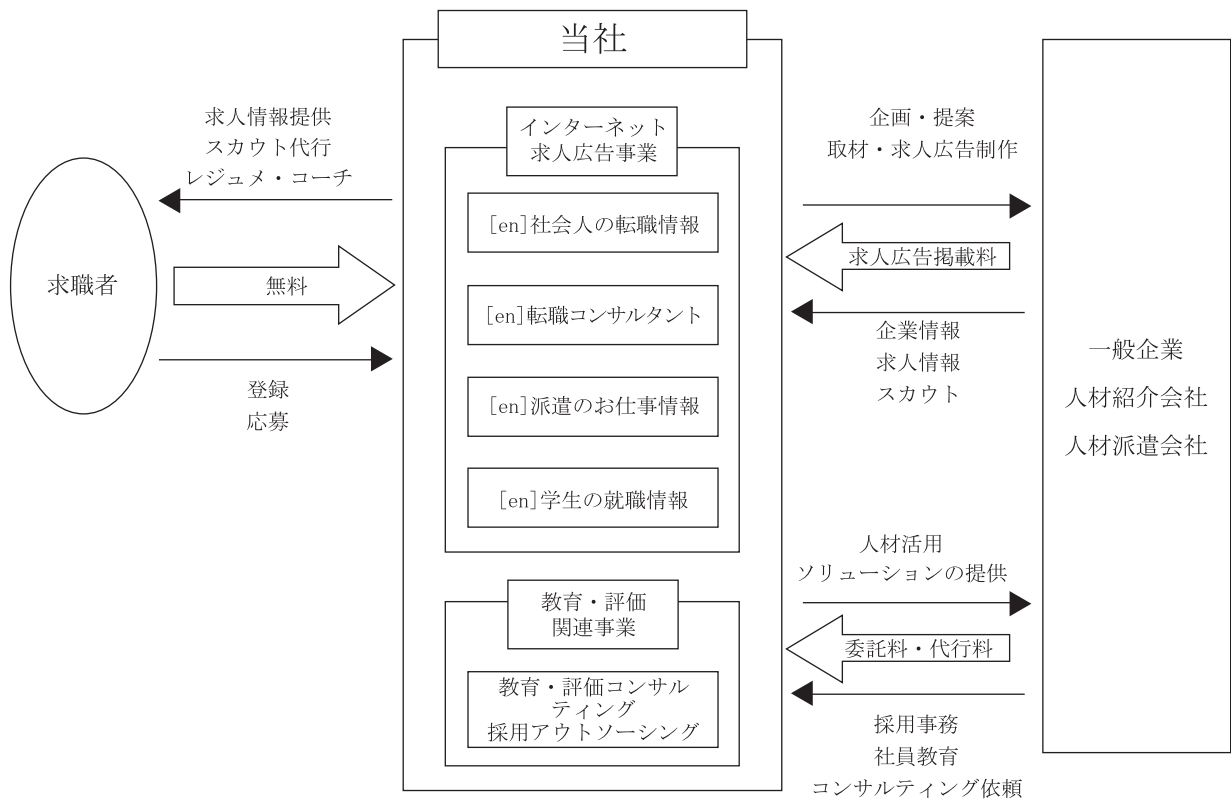 当社
求人情報提供
スカウト代行
レジュメ・コーチ
求職者
無料
登録
応募
インターネット
求人広告事業
[en]社会人の転職情報
[en]転職コンサルタント
[en]派遣のお仕事情報
[en]学生の就職情報
教育・評価
関連事業
教育・評価コンサル
ティング
採用アウトソーシング
企画・提案
取材・求人広告制作
求人広告掲載料
企業情報
求人情報
スカウト
人材活用
ソリューションの提供
委託料・代行料
採用事務
社員教育
コンサルティング依頼
一般企業
人材紹介会社
人材派遣会社